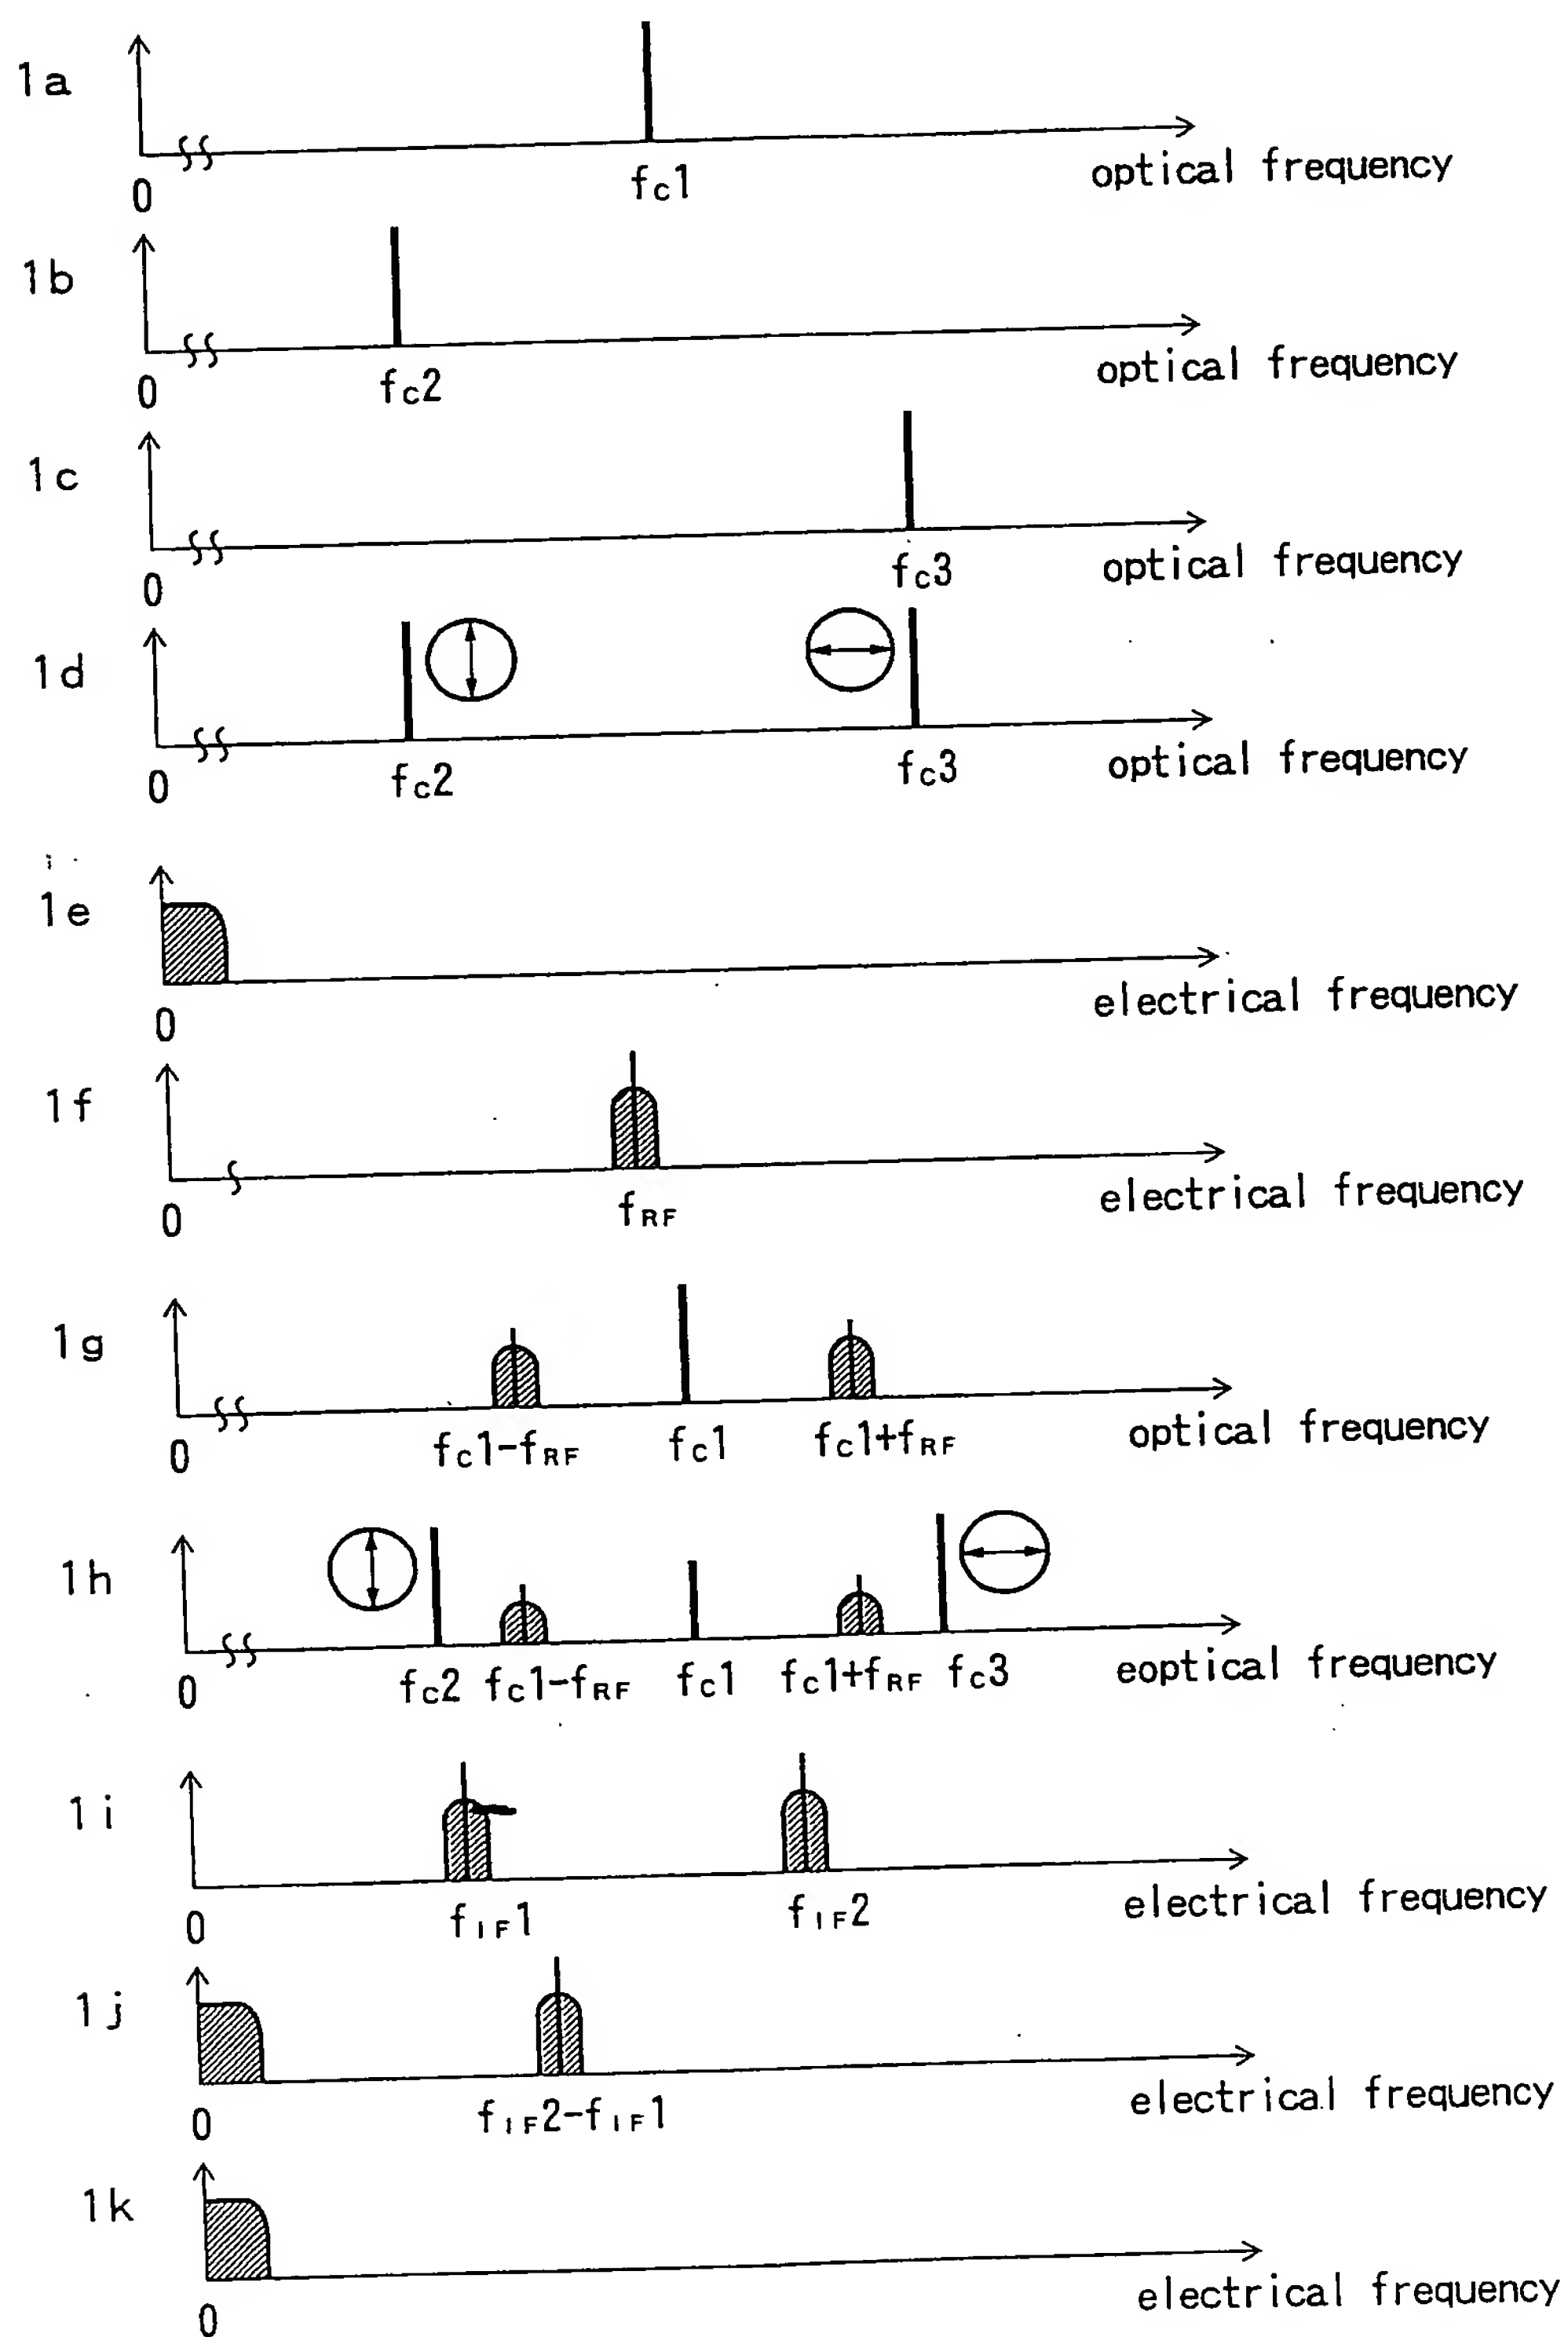 1a
0
fc1
optical frequency
1b
0
fc2
optical frequency
1c
0
fc3
optical frequency
1d
0
fc2
fc3
optical frequency
1e
0
electrical frequency
1f
0
fRF
electrical frequency
1g
0
fc1-fRF
fc1
fc1+fRF
optical frequency
1h
0
fc2
fc1-fRF
fc1
fc1+fRF
fc3
eoptical frequency
1i
0
fIF1
fIF2
electrical frequency
1j
0
fIF2-fIF1
electrical frequency
1k
0
electrical frequency